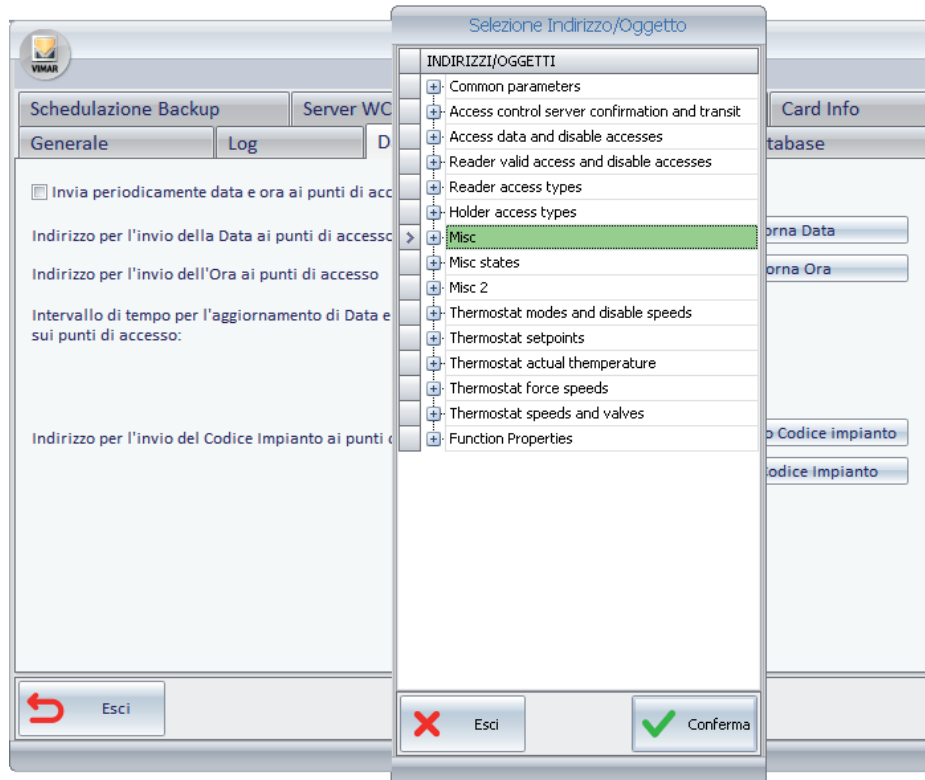 Selezione Indirizzo/Oggetto
VIMAR
INDIRIZZI/OGGETTI
Common parameters
Access control server confirmation and transit
Access data and disable accesses
Reader valid access and disable accesses
Reader access types
Holder access types
Misc
Misc states
Misc 2
Thermostat modes and disable speeds
Thermostat setpoints
Thermostat actual themperature
Thermostat force speeds
Thermostat speeds and valves
Function Properties
Esci
Conferma
Schedulazione Backup
Server WC
Card Info
Generale
Log
D
tabase
Invia periodicamente data e ora ai punti di acc
Indirizzo per l'invio della Data ai punti di accesso
orna Data
Indirizzo per l'invio dell'Ora ai punti di accesso
orna Ora
Intervallo di tempo per l'aggiornamento di Data e
sui punti di accesso:
Indirizzo per l'invio del Codice Impianto ai punti
o Codice impianto
Codice Impianto
Esci